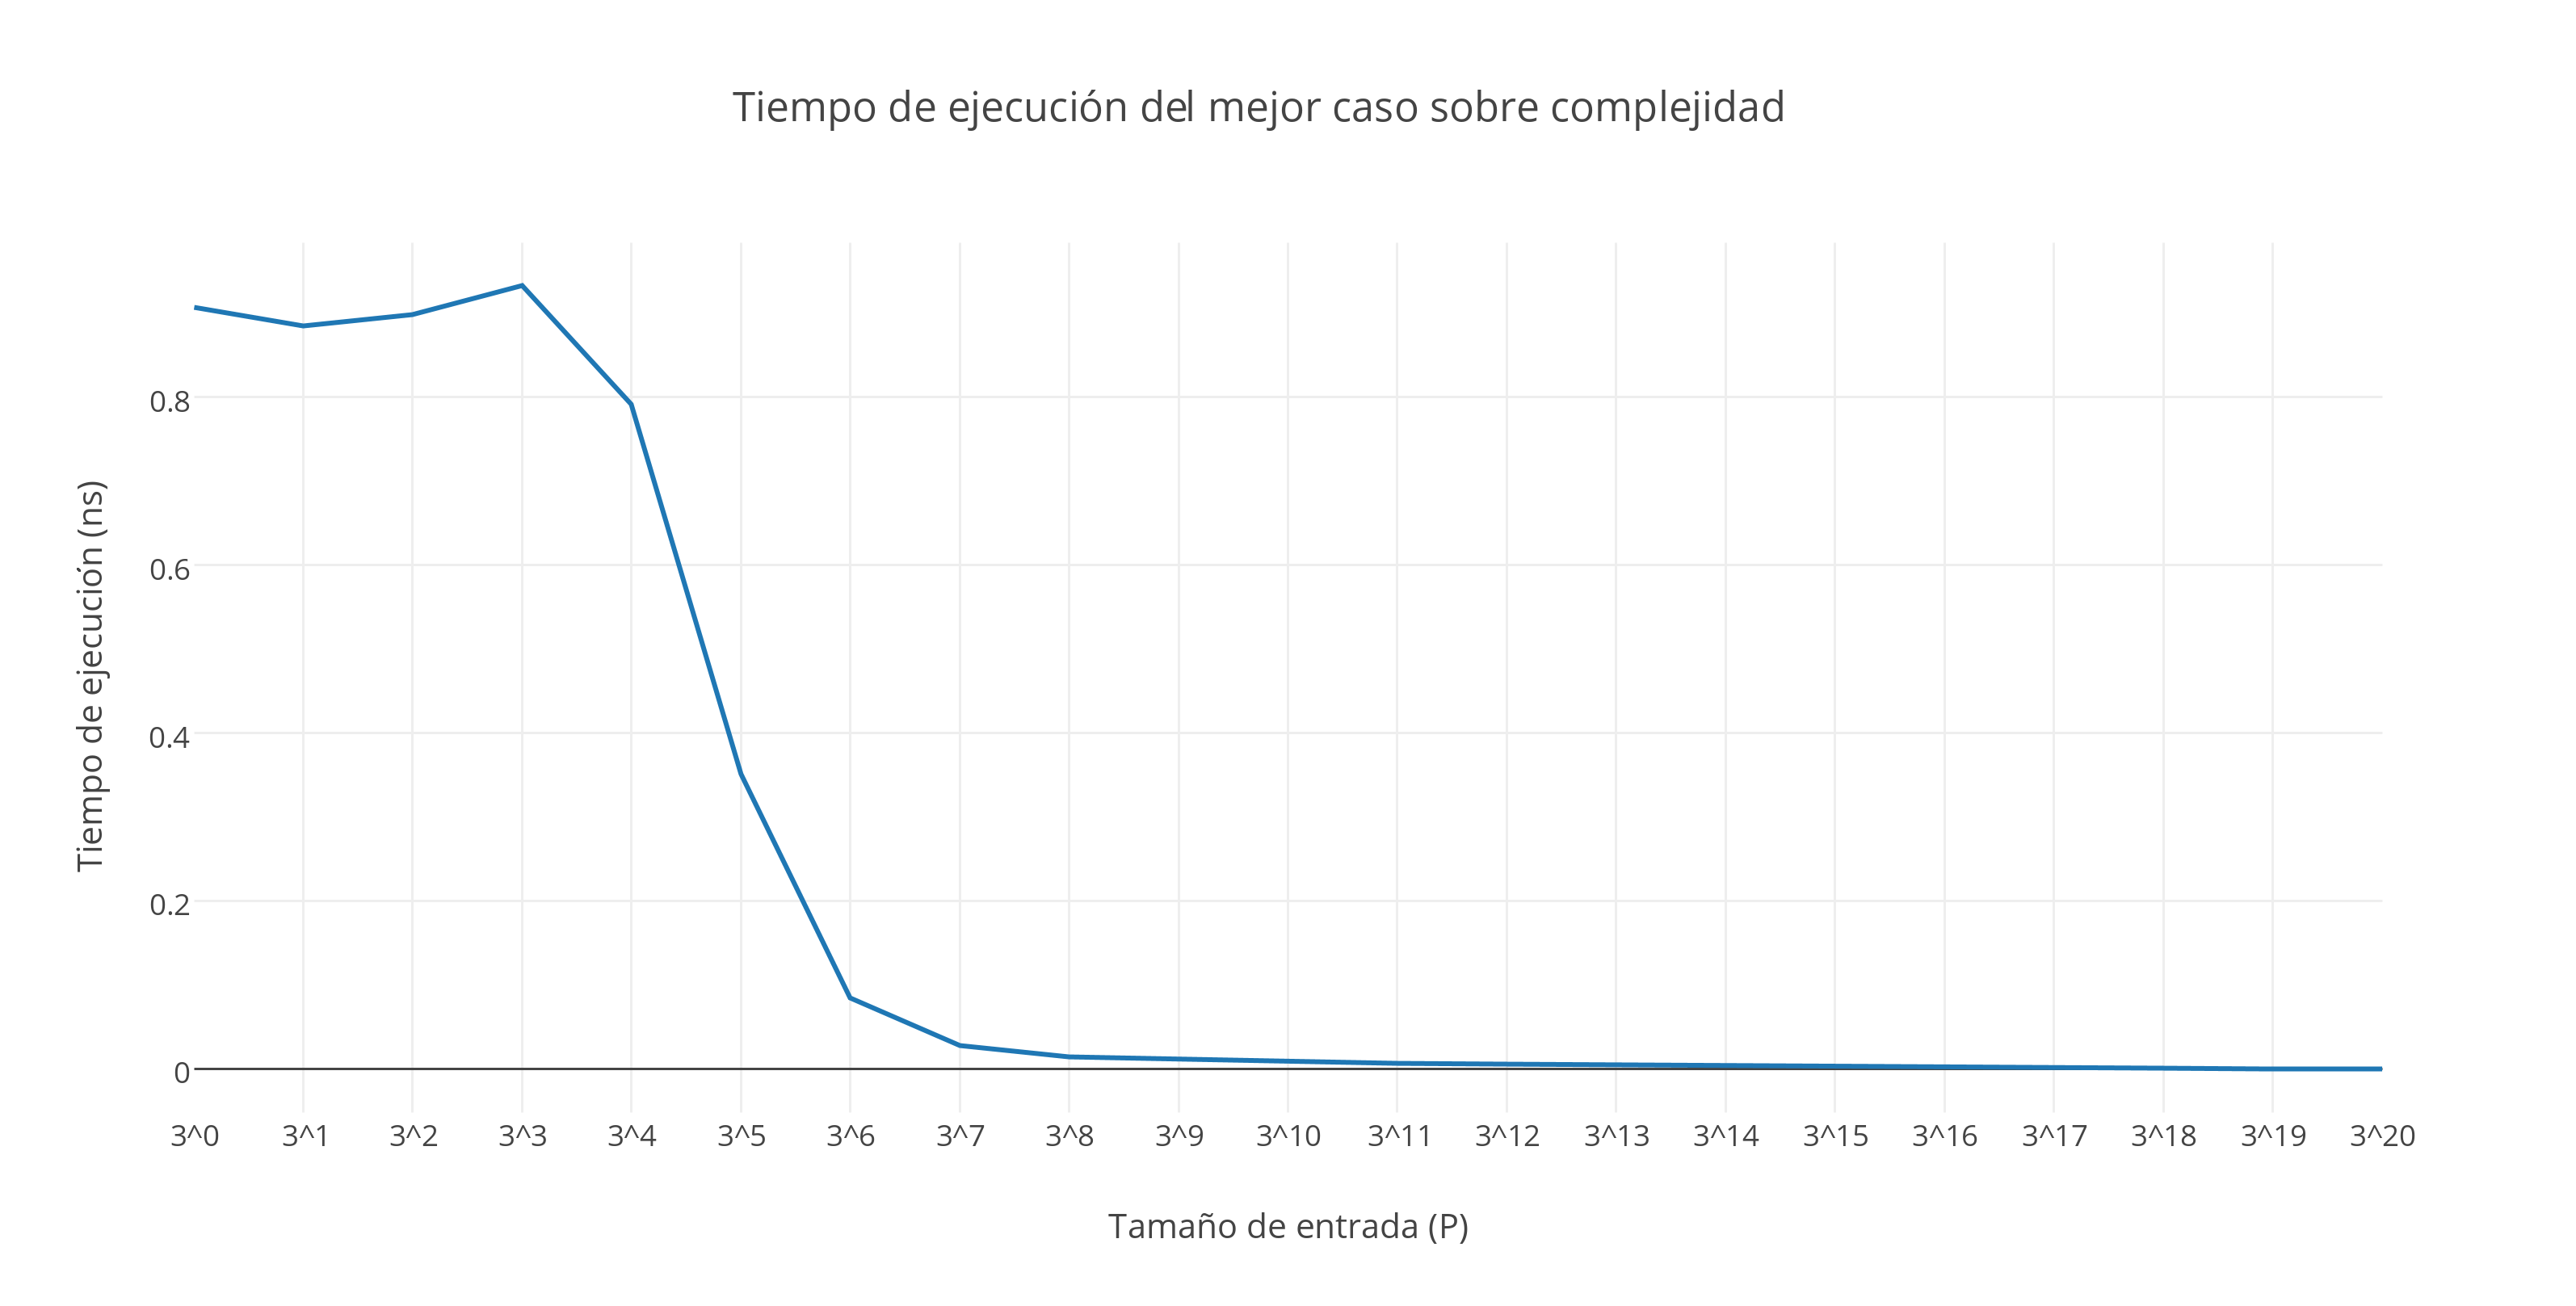 Tiempo de ejecución del mejor caso sobre complejidad
Tiempo de ejecución (ns)
0.8
0.6
0.4
0.2
0
3^0 3^1 3^2 3^3 3^4 3^5 3^6 3^7 3^8 3^9 3^10 3^11 3^12 3^13 3^14 3^15 3^16 3^17 3^18 3^19 3^20
Tamaño de entrada (P)